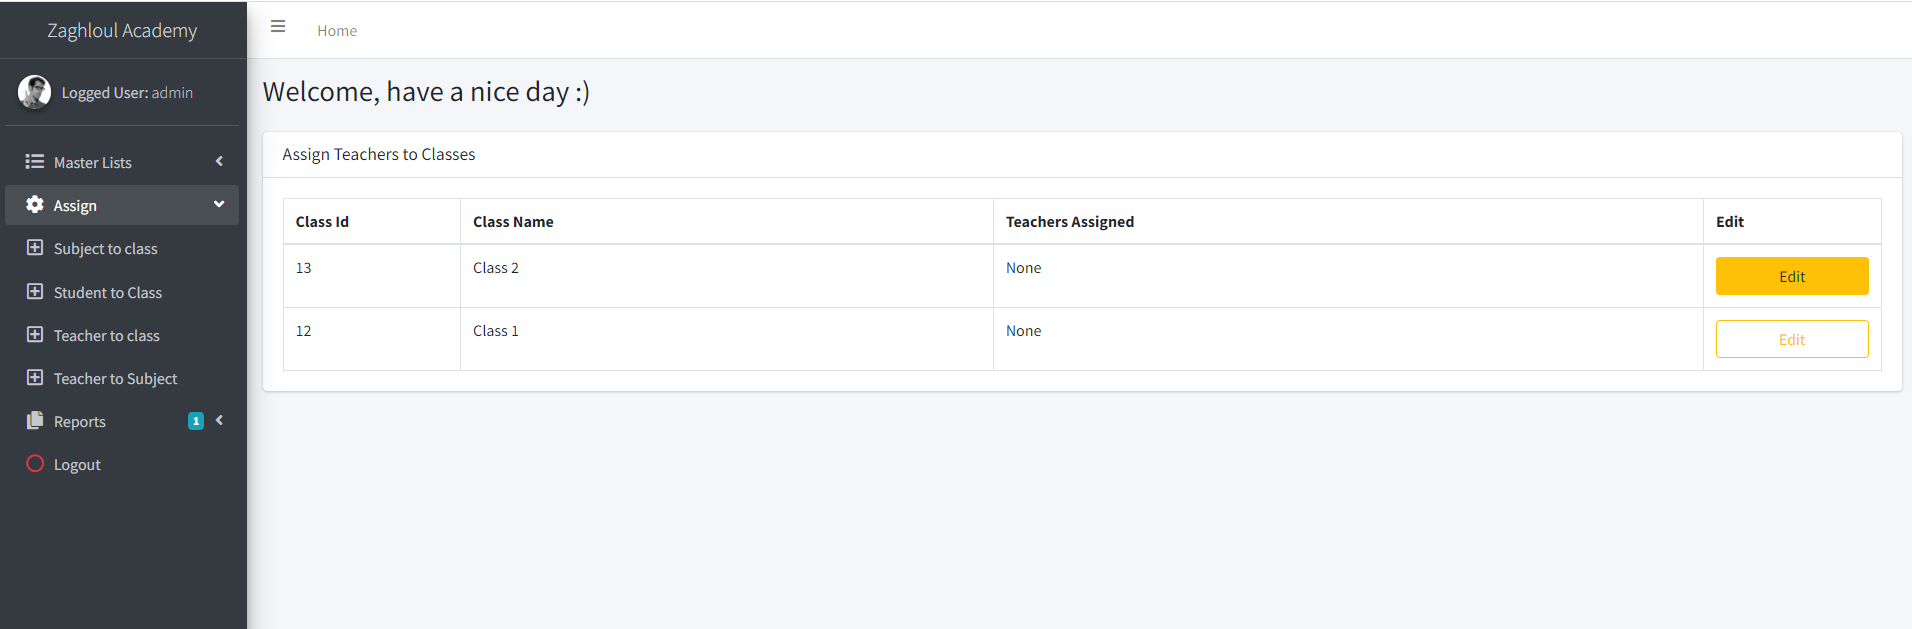 Zaghloul Academy
Home
Logged User: admin
Welcome, have a nice day :)
Master Lists
Assign
Subject to class
Student to Class
Teacher to class
Teacher to Subject
Reports 1
Logout
Assign Teachers to Classes
Class Id Class Name Teachers Assigned Edit
13 Class 2 None Edit
12 Class 1 None Edit